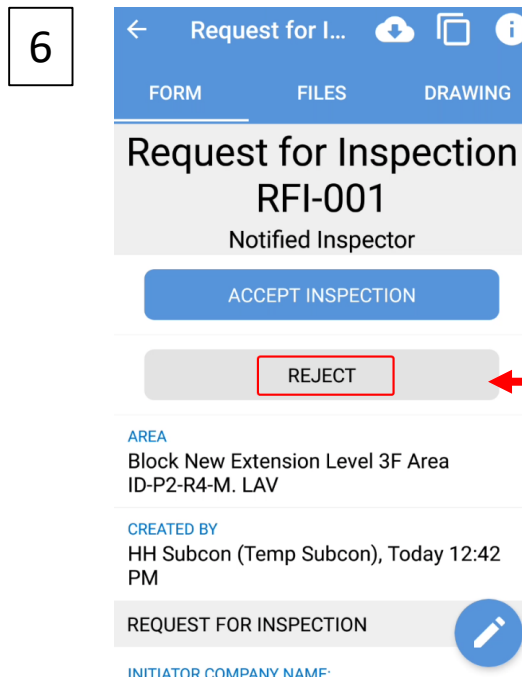 6
Request for I...
FORM FILES DRAWING
Request for Inspection
RFI-001
Notified Inspector
ACCEPT INSPECTION
REJECT
AREA
Block New Extension Level 3F Area
ID-P2-R4-M. LAV
CREATED BY
HH Subcon (Temp Subcon), Today 12:42
PM
REQUEST FOR INSPECTION
INITIATOR COMPANY NAME: